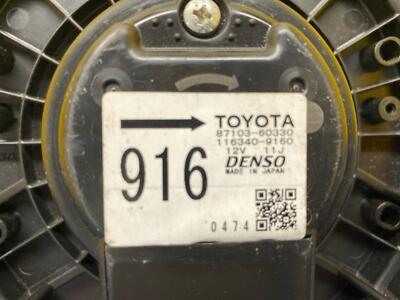 TOYOTA
87103-60330
116340-9160
12V 11J
DENSO
MADE IN JAPAN
916
0474